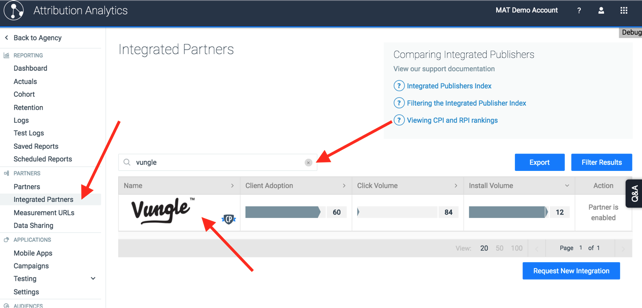 Attribution Analytics
MAT Demo Account ?
Debug
Back to Agency
REPORTING
Dashboard
Actuals
Cohort
Retention
Logs
Test Logs
Saved Reports
Scheduled Reports
PARTNERS
Partners
Integrated Partners
Measurement URLs
Data Sharing
APPLICATIONS
Mobile Apps
Campaigns
Testing
Settings
AUDIENCES
Integrated Partners
Comparing Integrated Publishers
View our support documentation
? Integrated Publishers Index
? Filtering the Integrated Publisher Index
? Viewing CPI and RPI rankings
vungle
Export Filter Results
Name Client Adoption Click Volume Install Volume Action
Vungle™ 60 84 12 Partner is
enabled
View: 20 50 100 Page 1 of 1
Request New Integration
Q&A